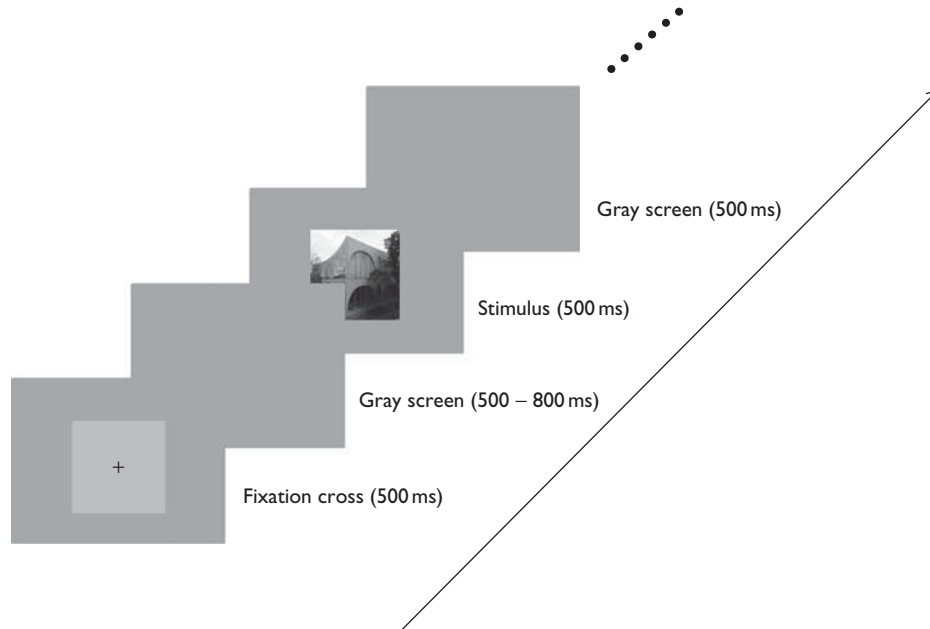 Gray screen (500 ms)
Stimulus (500 ms)
Gray screen (500 – 800 ms)
+
Fixation cross (500 ms)